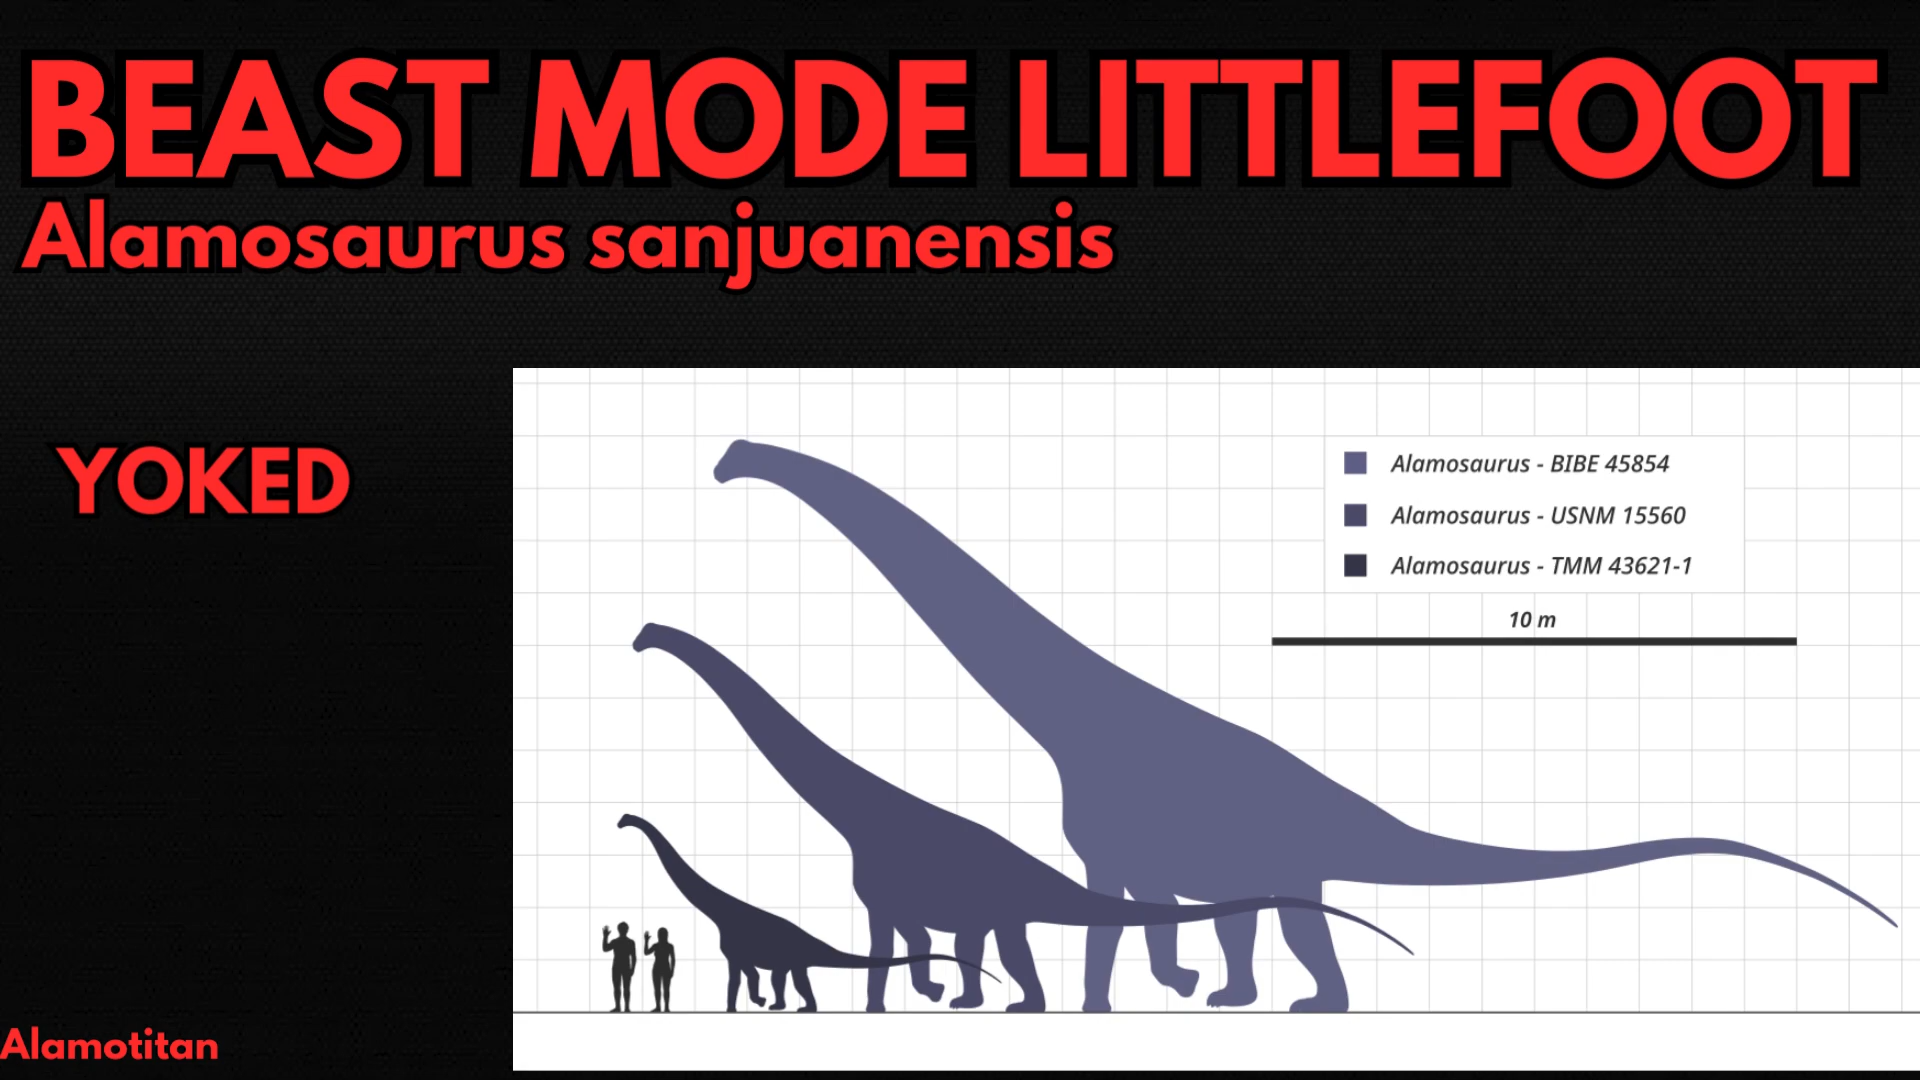 BEAST MODE LITTLEFOOT
Alamosaurus sanjuanensis
YOKED
Alamosaurus - BIBE 45854
Alamosaurus - USNM 15560
Alamosaurus - TMM 43621-1
10 m
Alamotitan